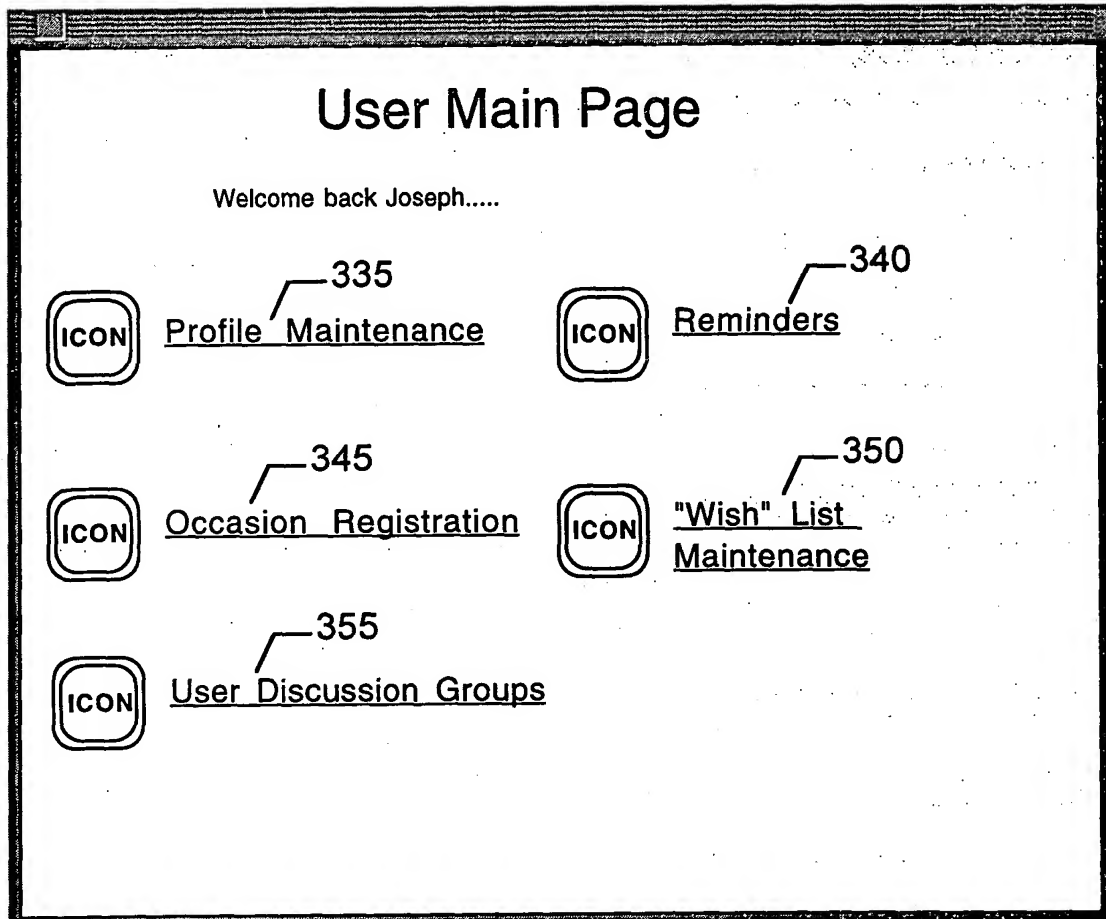 User Main Page
Welcome back Joseph.....
335
340
ICON Profile Maintenance
ICON Reminders
345
350
ICON Occasion Registration
ICON "Wish" List
Maintenance
355
ICON User Discussion Groups